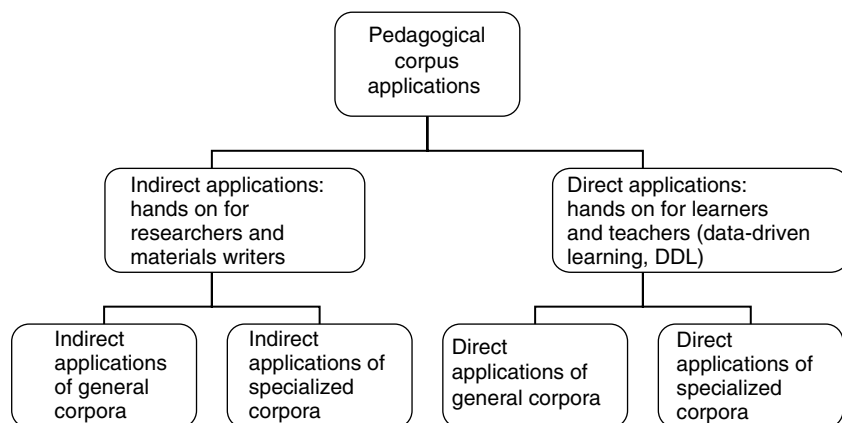 Pedagogical
corpus
applications
Indirect applications:
hands on for
researchers and
materials writers
Direct applications:
hands on for learners
and teachers (data-driven
learning, DDL)
Indirect
applications
of general
corpora
Indirect
applications of
specialized
corpora
Direct
applications of
general corpora
Direct
applications of
specialized
corpora